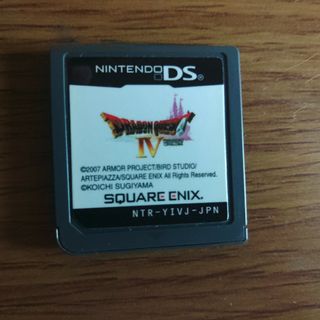 NINTENDO DS
DRAGON QUEST
IV
©2007 ARMOR PROJECT/BIRD STUDIO/
ARTEPIAZZA/SQUARE ENIX All Rights Reserved.
©KOICHI SUGIYAMA
SQUARE ENIX.
NTR-YIVJ-JPN